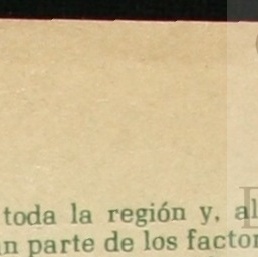 toda la región y, al
parte de los factor